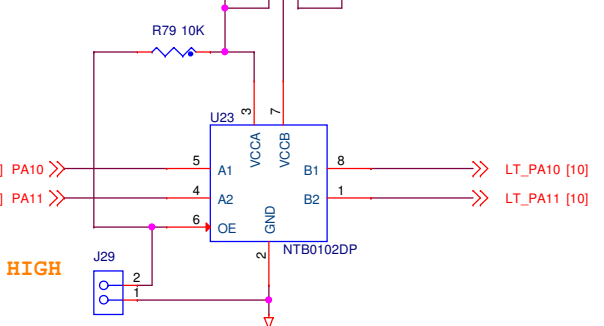 R79 10K
3
7
U23
VCCA
VCCB
] PA10
5
A1
B1
8
LT_PA10 [10]
] PA11
4
A2
B2
1
LT_PA11 [10]
6
OE
GND
2
NTB0102DP
J29
HIGH
2
1